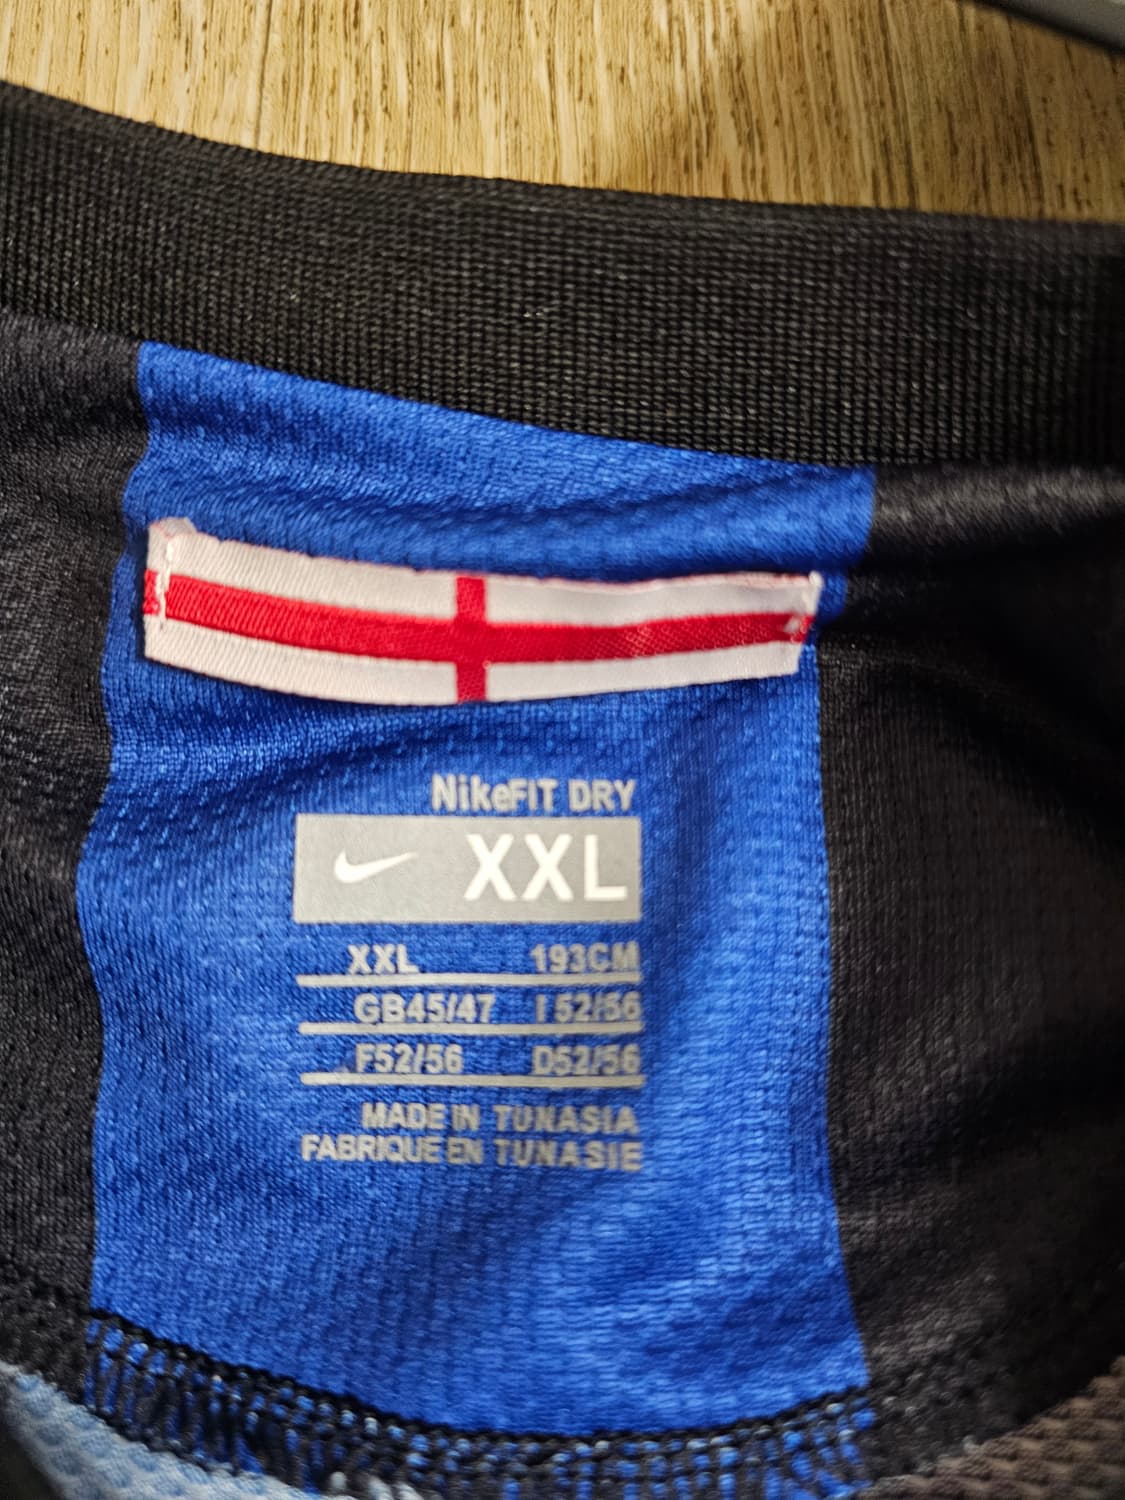 NikeFIT DRY
XXL
XXL 193CM
GB45/47 I 52/56
F52/56 D52/56
MADE IN TUNASIA
FABRIQUE EN TUNASIE